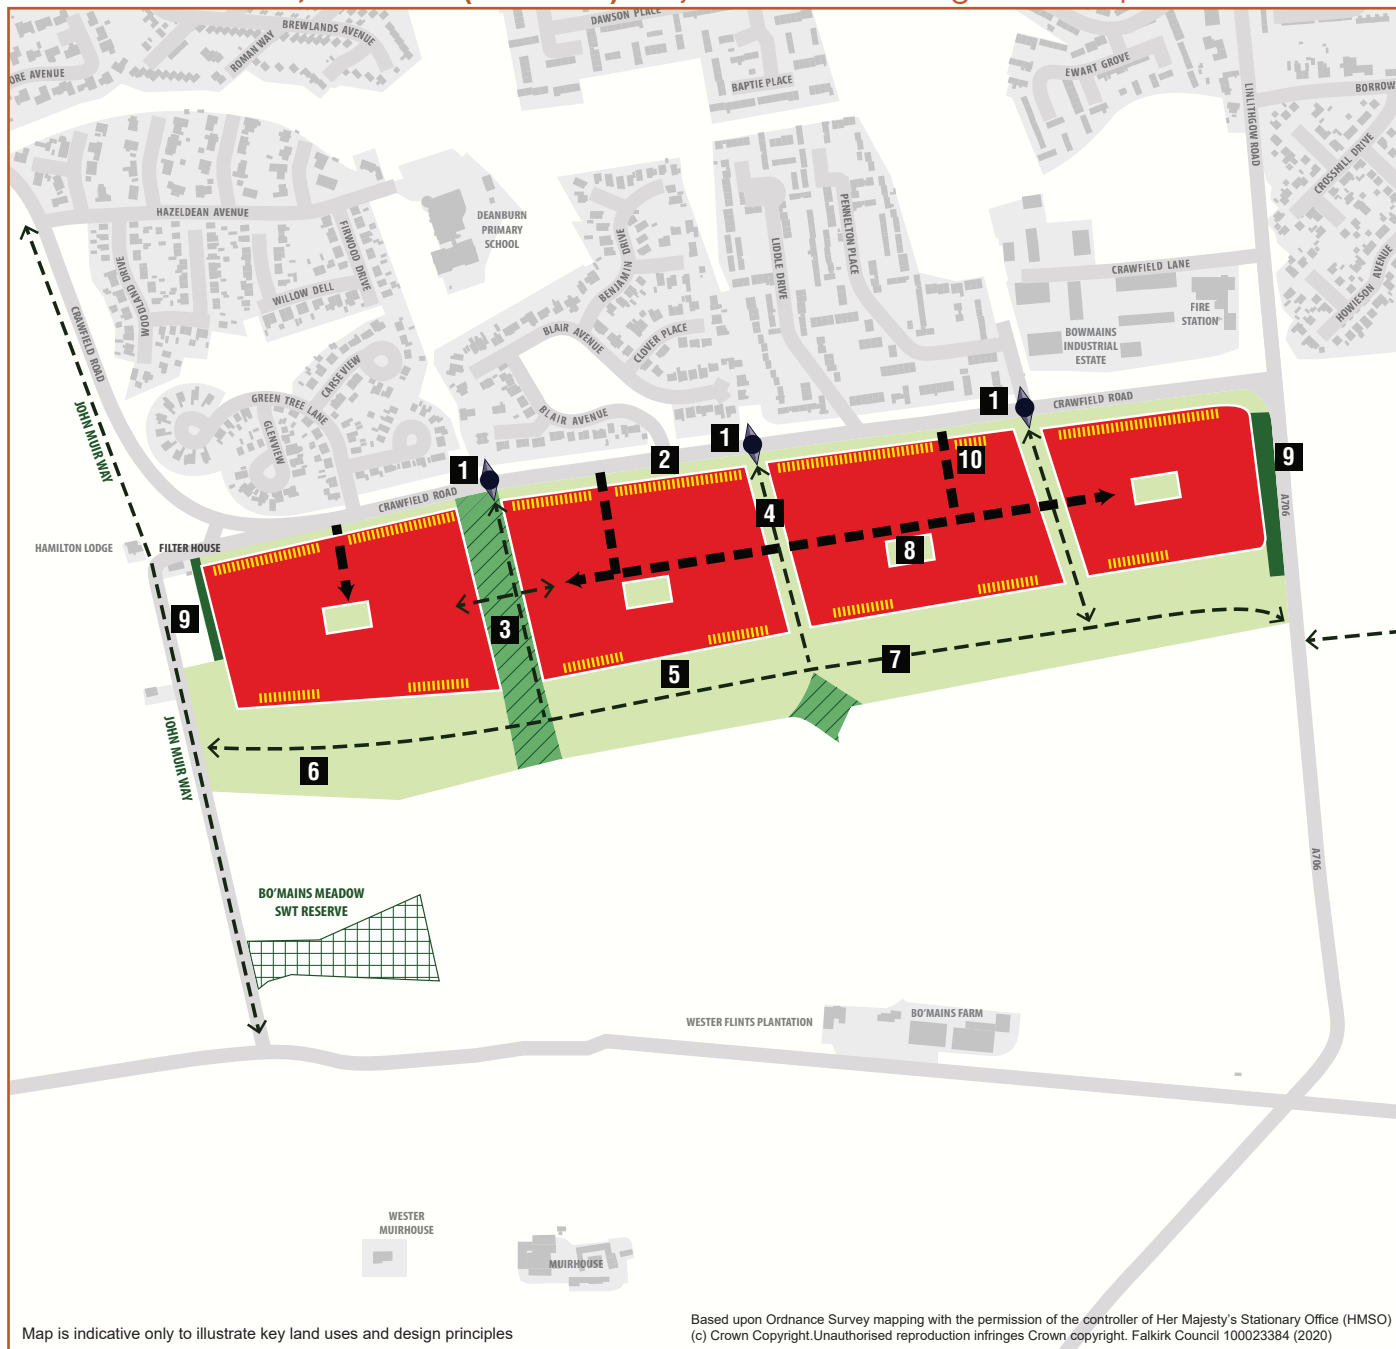 BREWLANDS AVENUE
DAWSON PLACE
ROMAN WAY
ORE AVENUE
BAPTIE PLACE
EWART GROVE
LINLITHGOW ROAD
BORROW
CROSSHILL DRIVE
HAZELDEAN AVENUE
FIRWOOD DRIVE
DEANBURN
PRIMARY
SCHOOL
BENJAMIN DRIVE
LIDDLE DRIVE
PENNELTON PLACE
CRAWFIELD LANE
HOWIESON AVENUE
WOODLAND DRIVE
WILLOW DELL
FIRE
STATION
BOWMAINS
INDUSTRIAL
ESTATE
CRAWFIELD ROAD
BLAIR AVENUE
CLOVER PLACE
CARSEVIEW
GREEN TREE LANE
GLENVIEW
BLAIR AVENUE
JOHN MUIR WAY
1
CRAWFIELD ROAD
1
2
10
9
1
CRAWFIELD ROAD
A706
4
HAMILTON LODGE
FILTER HOUSE
8
9
3
7
5
JOHN MUIR WAY
6
A706
BO'MAINS MEADOW
SWT RESERVE
WESTER FLINTS PLANTATION
BO'MAINS FARM
WESTER
MUIRHOUSE
MUIRHOUSE
Map is indicative only to illustrate key land uses and design principles
Based upon Ordnance Survey mapping with the permission of the controller of Her Majesty's Stationary Office (HMSO)
(c) Crown Copyright.Unauthorised reproduction infringes Crown copyright. Falkirk Council 100023384 (2020)